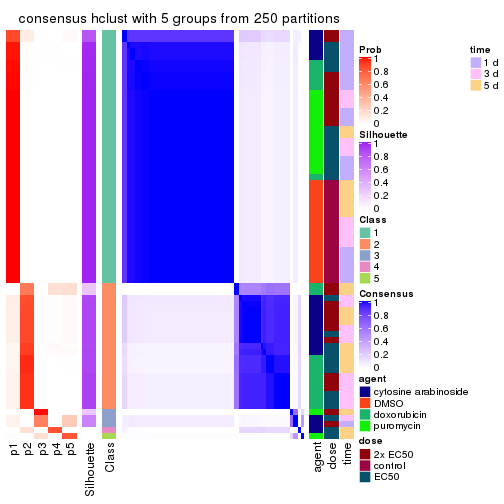 consensus hclust with 5 groups from 250 partitions
Prob
1
0.8
0.6
0.4
0.2
0
Silhouette
1
0.8
0.6
0.4
0.2
0
Class
1
2
3
4
5
Consensus
1
0.8
0.6
0.4
0.2
0
agent
cytosine arabinoside
DMSO
doxorubicin
puromycin
dose
2x EC50
control
EC50
time
1 d
3 d
5 d
p1
p2
p3
p4
p5
Silhouette
Class
agent
dose
time